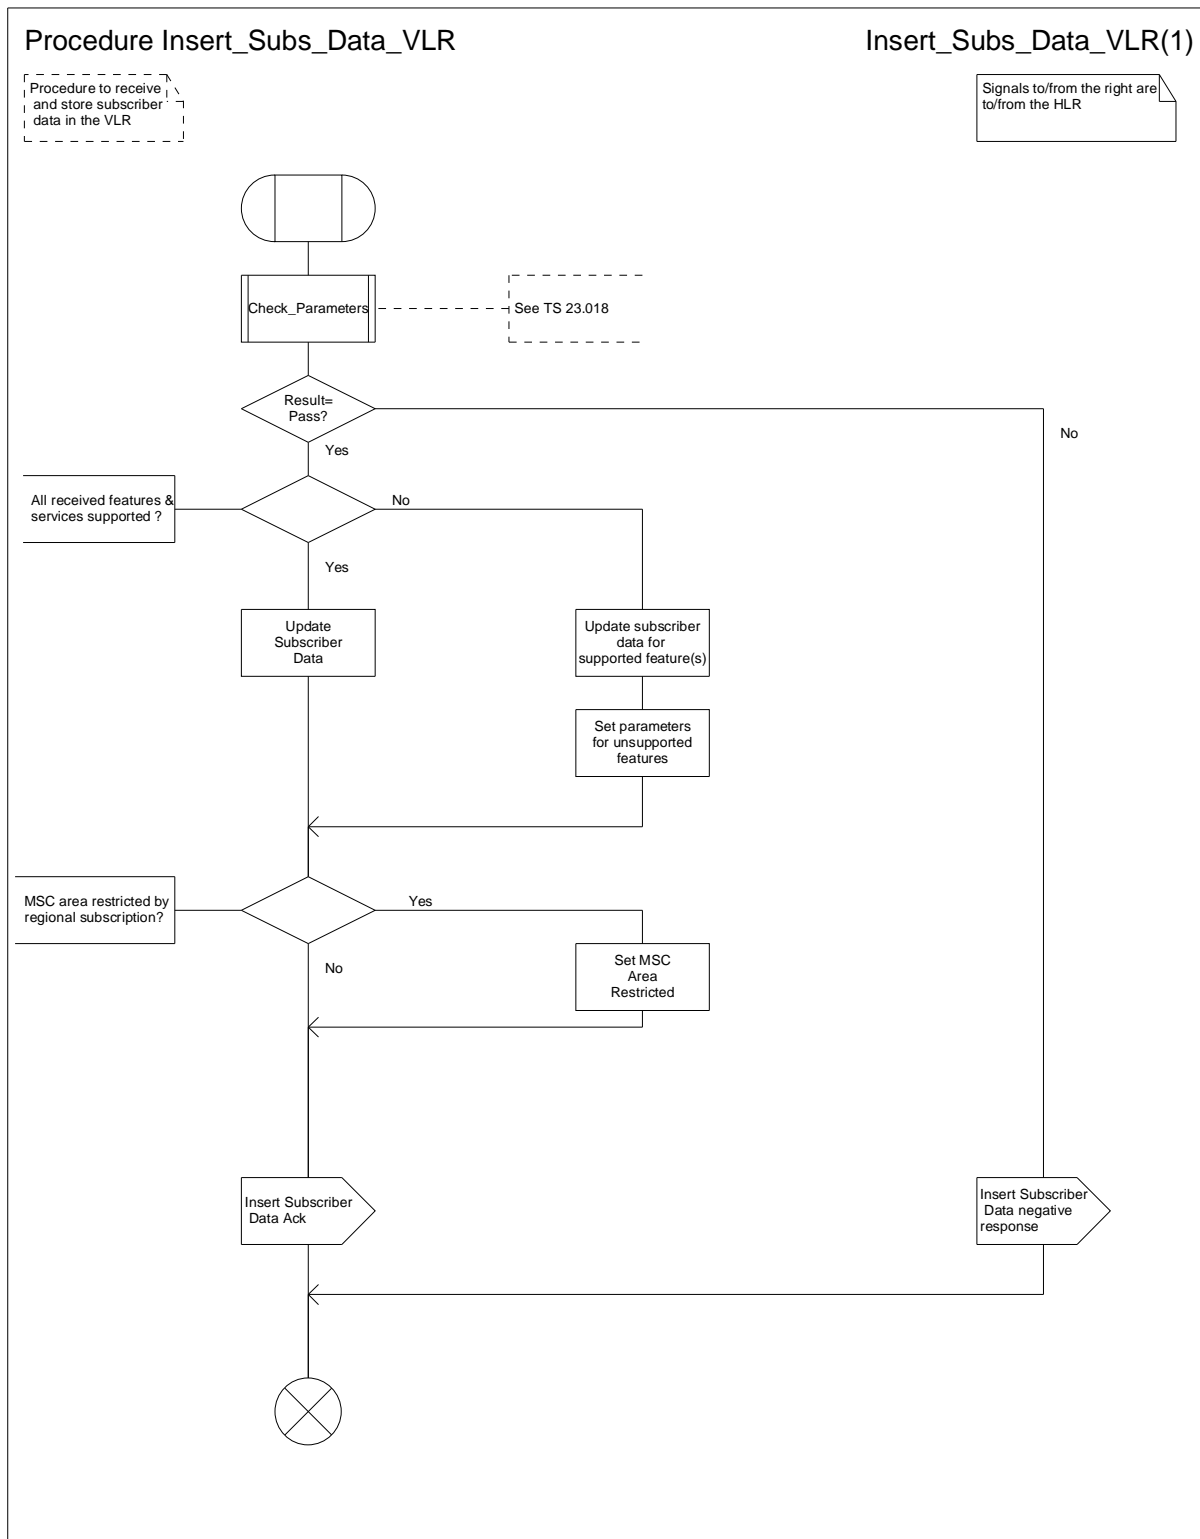 Procedure Insert_Subs_Data_VLR
Insert_Subs_Data_VLR(1)
Procedure to receive
and store subscriber
data in the VLR
Signals to/from the right are
to/from the HLR
Check_Parameters
See TS 23.018
Result=
Pass?
No
Yes
All received features &
services supported ?
No
Yes
Update
Subscriber
Data
Update subscriber
data for
supported feature(s)
Set parameters
for unsupported
features
MSC area restricted by
regional subscription?
Yes
No
Set MSC
Area
Restricted
Insert Subscriber
Data Ack
Insert Subscriber
Data negative
response